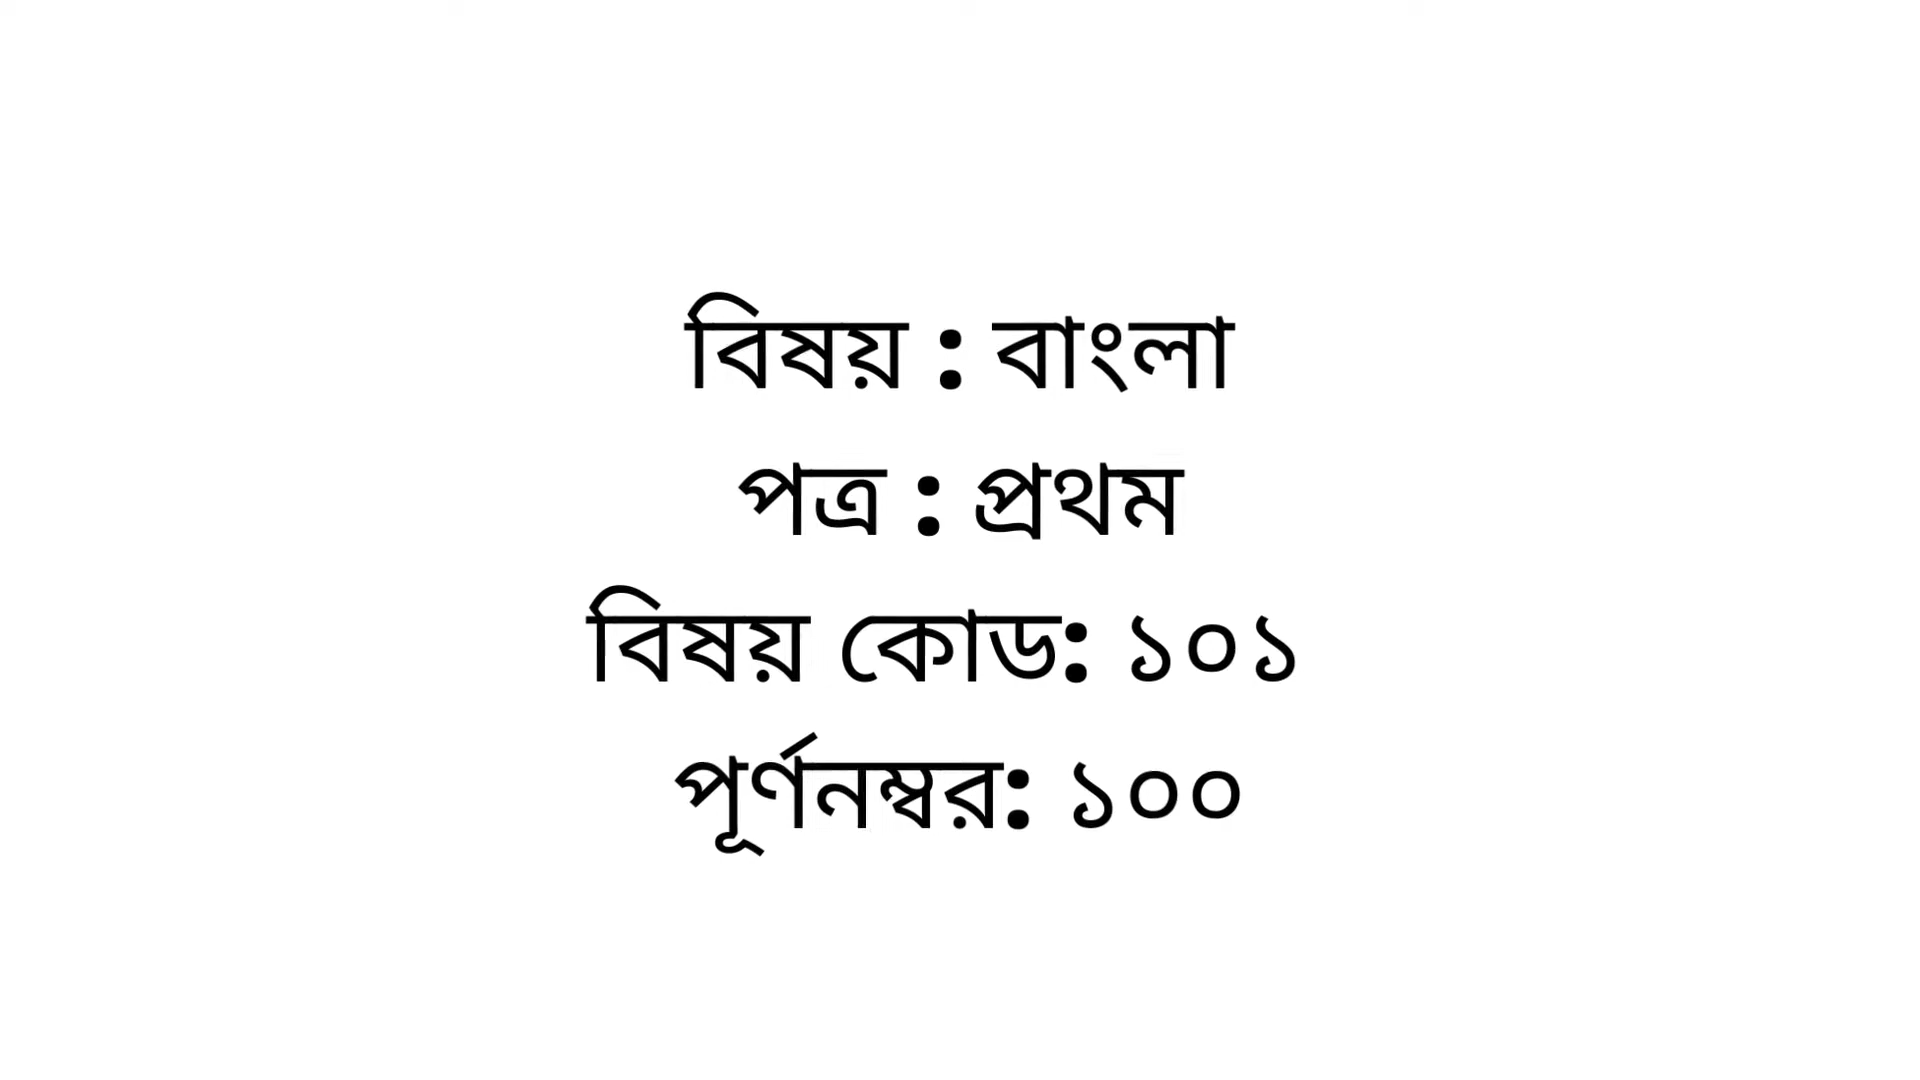 বিষয় : বাংলা
পত্র : প্রথম
বিষয় কোড: ১০১
পূর্ণনম্বর: ১০০